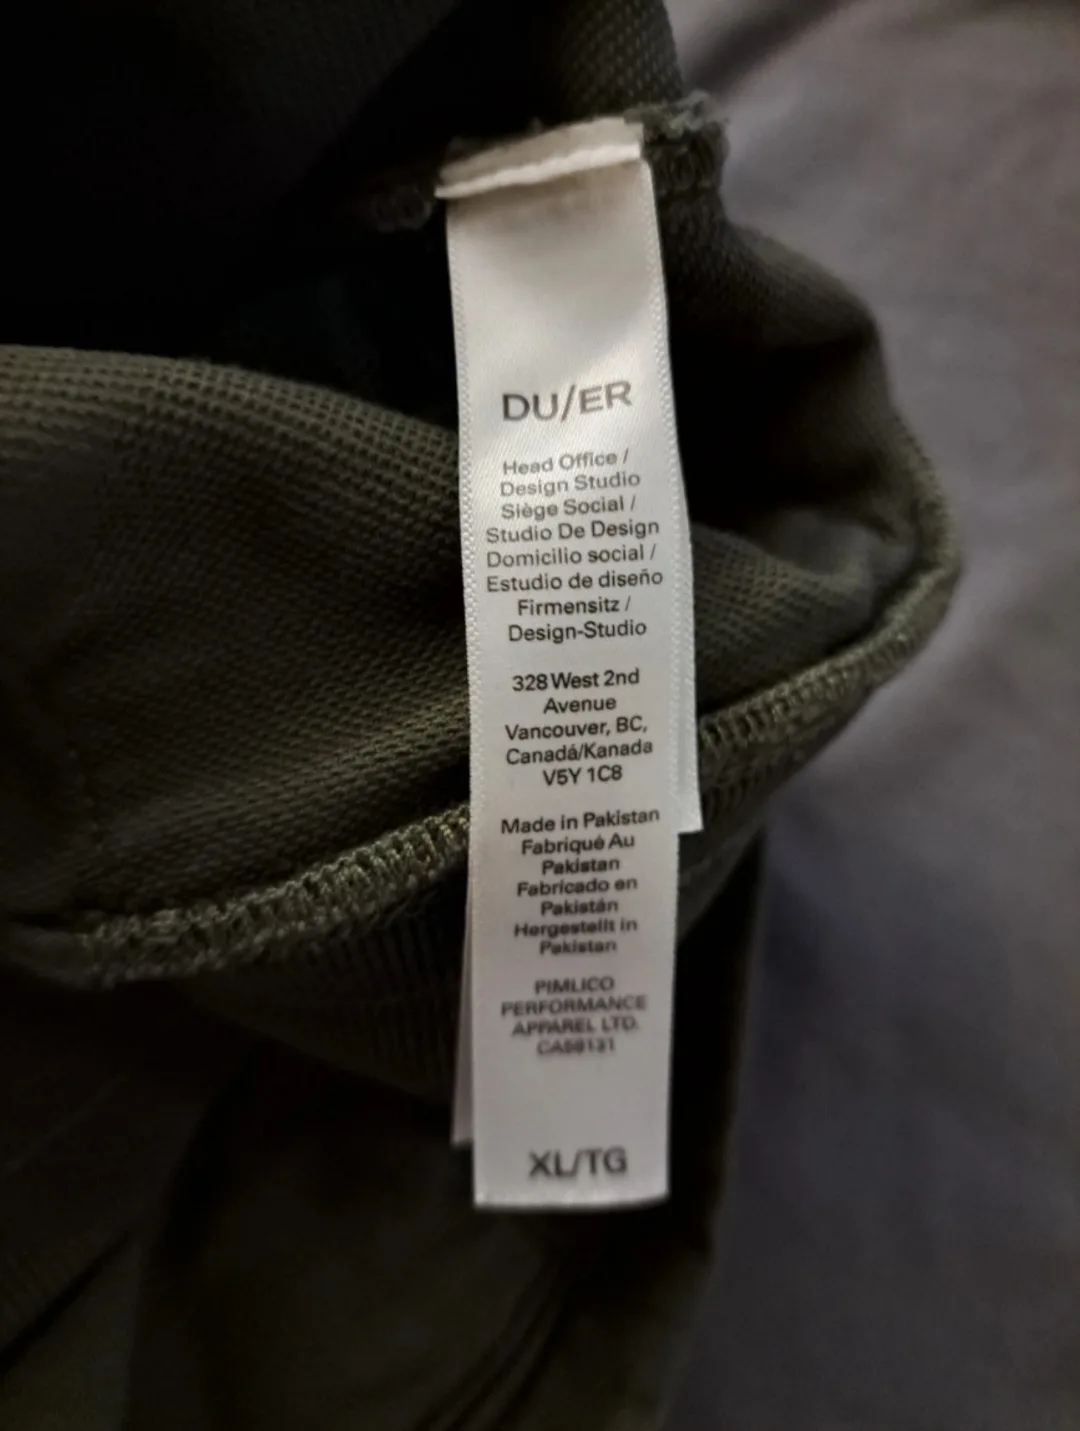 DU/ER
Head Office /
Design Studio
Siège Social /
Studio De Design
Domicilio social /
Estudio de diseño
Firmensitz /
Design-Studio
328 West 2nd
Avenue
Vancouver, BC,
Canadá/Kanada
V5Y 1C8
Made in Pakistan
Fabriqué Au
Pakistan
Fabricado en
Pakistán
Hergestellt in
Pakistan
PIMLICO
PERFORMANCE
APPAREL LTD.
XL/TG